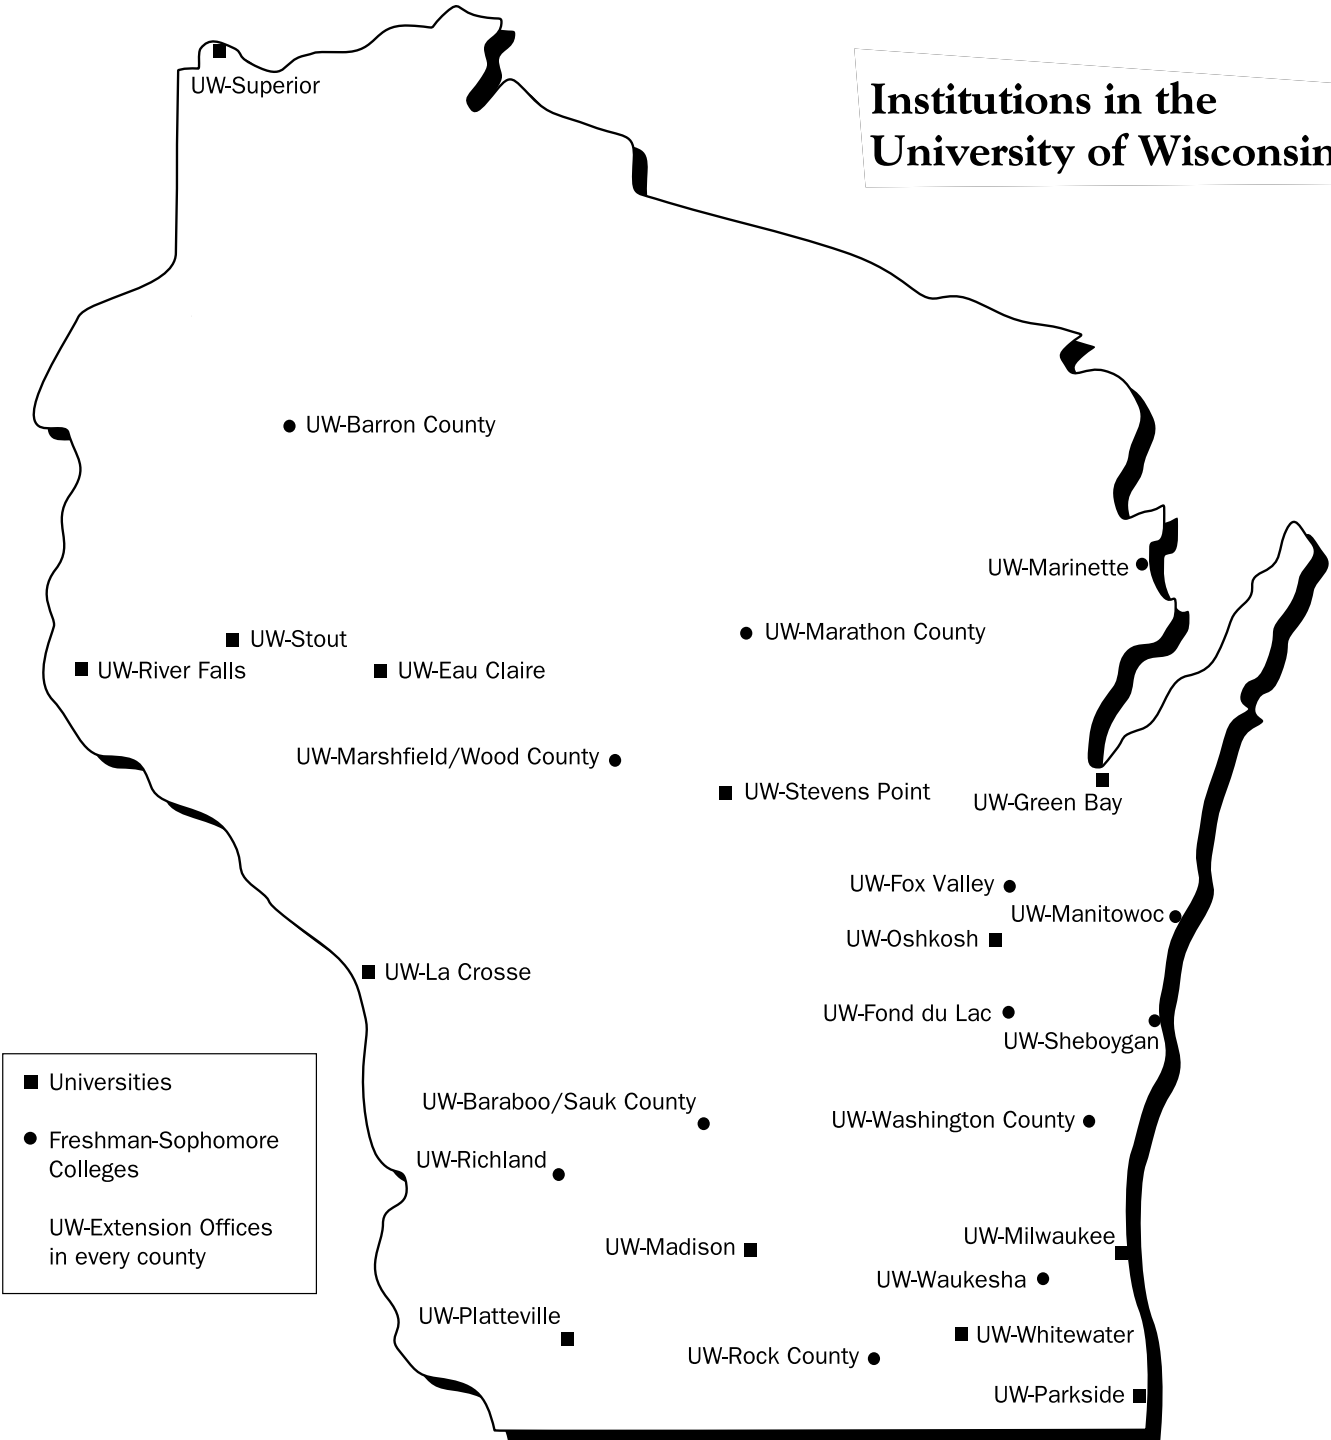 Institutions in the
University of Wisconsin
UW-Superior
UW-Barron County
UW-Marinette
UW-Marathon County
UW-Stout
UW-River Falls
UW-Eau Claire
UW-Marshfield/Wood County
UW-Stevens Point
UW-Green Bay
UW-Fox Valley
UW-Manitowoc
UW-Oshkosh
UW-La Crosse
UW-Fond du Lac
UW-Sheboygan
Universities
Freshman-Sophomore
Colleges
UW-Extension Offices
in every county
UW-Baraboo/Sauk County
UW-Washington County
UW-Richland
UW-Milwaukee
UW-Madison
UW-Waukesha
UW-Platteville
UW-Whitewater
UW-Rock County
UW-Parkside